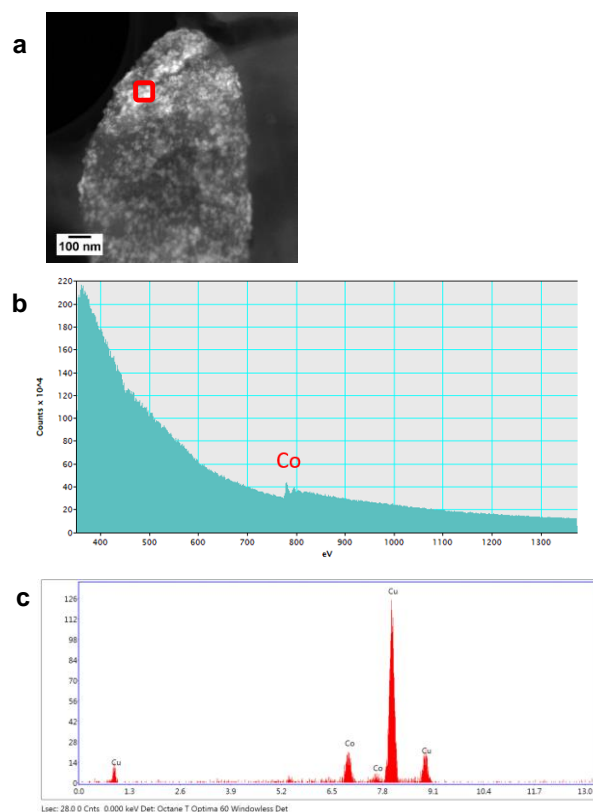 a
100 nm
b
220
200
180
160
140
120
100
80
60
40
20
0
Counts x 10^4
Co
400 500 600 700 800 900 1000 1100 1200 1300
eV
c
126
112
98
84
70
56
42
28
14
0
Cu
Co
Co
Cu
Cu
0.0 1.3 2.6 3.9 5.2 6.5 7.8 9.1 10.4 11.7 13.0
Lsec: 28.0 0 Cnts 0.000 keV Det: Octane T Optima 60 Windowless Det